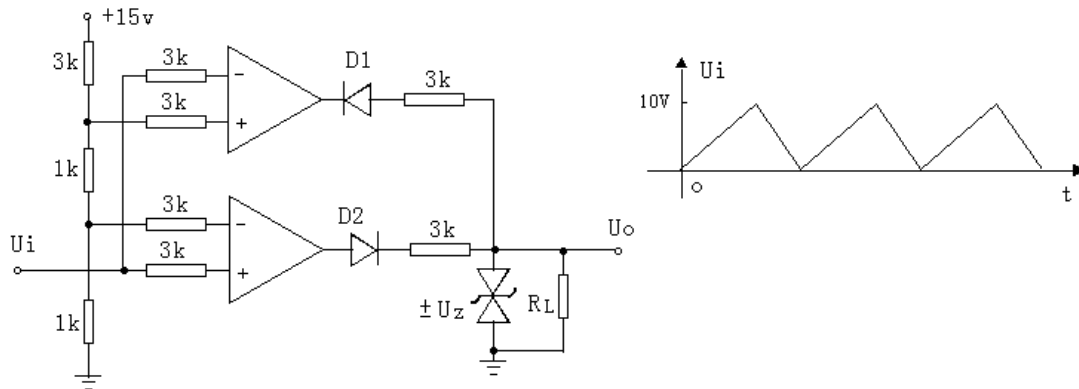 +15v
3k
3k
3k
1k
3k
3k
1k
-
+
-
+
D1
3k
D2
3k
Ui
Uo
±Uz
RL
Ui
10V
o
t